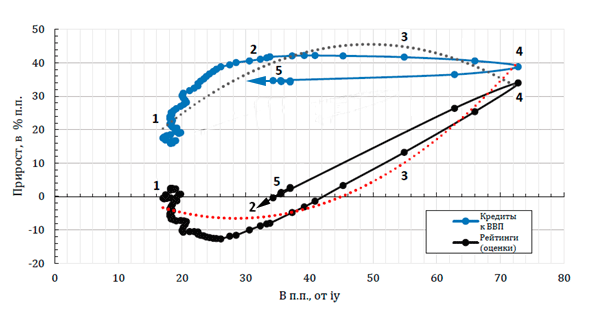 50
40
30
20
10
0
-10
-20
0 10 20 30 40 50 60 70 80
Прирост, в % п.п.
В п.п., от iy
1 2 3 4
5
4
1 5 2 3
Кредиты
к ВВП
Рейтинги
(оценки)